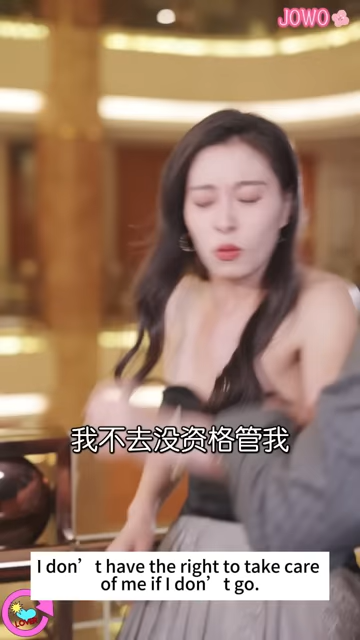 JOWO
我不去没资格管我
I don’t have the right to take care
of me if I don’t go.
LOVE